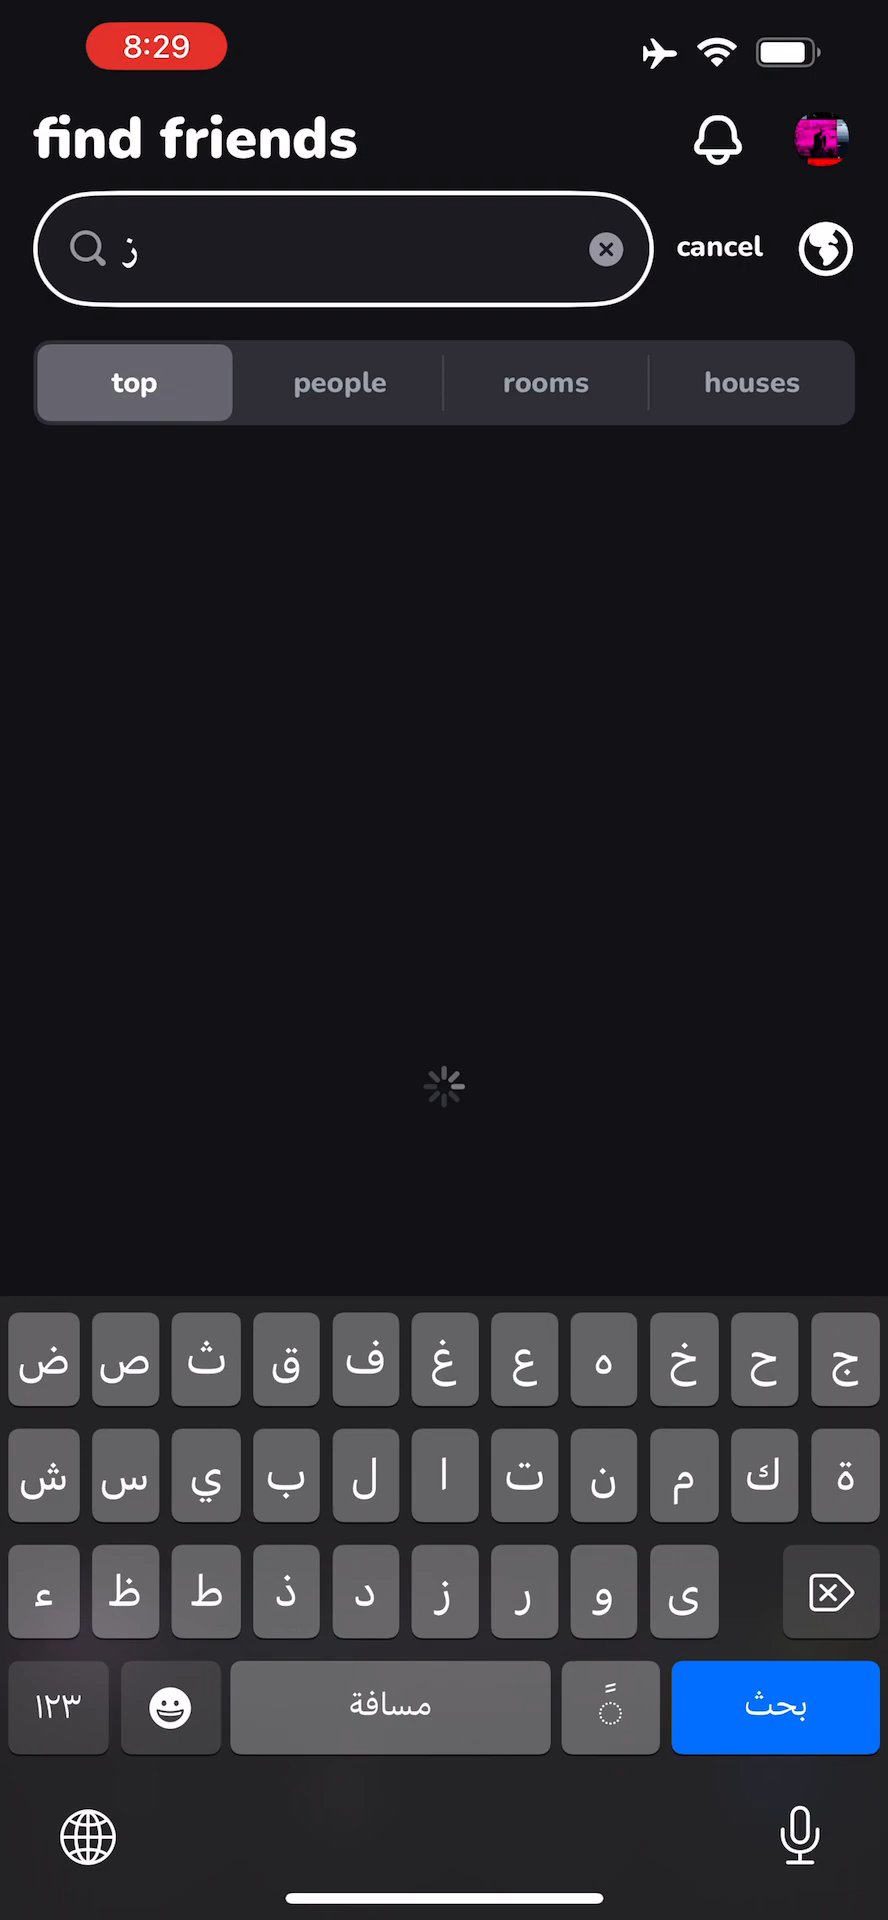 8:29
find friends
ز
cancel
top people rooms houses
ض ص ث ق ف غ ع ه خ ح ج
ش س ي ب ل ا ت ن م ك ة
ء ظ ط ذ د ز ر و ى
١٢٣ مسافة ً بحث